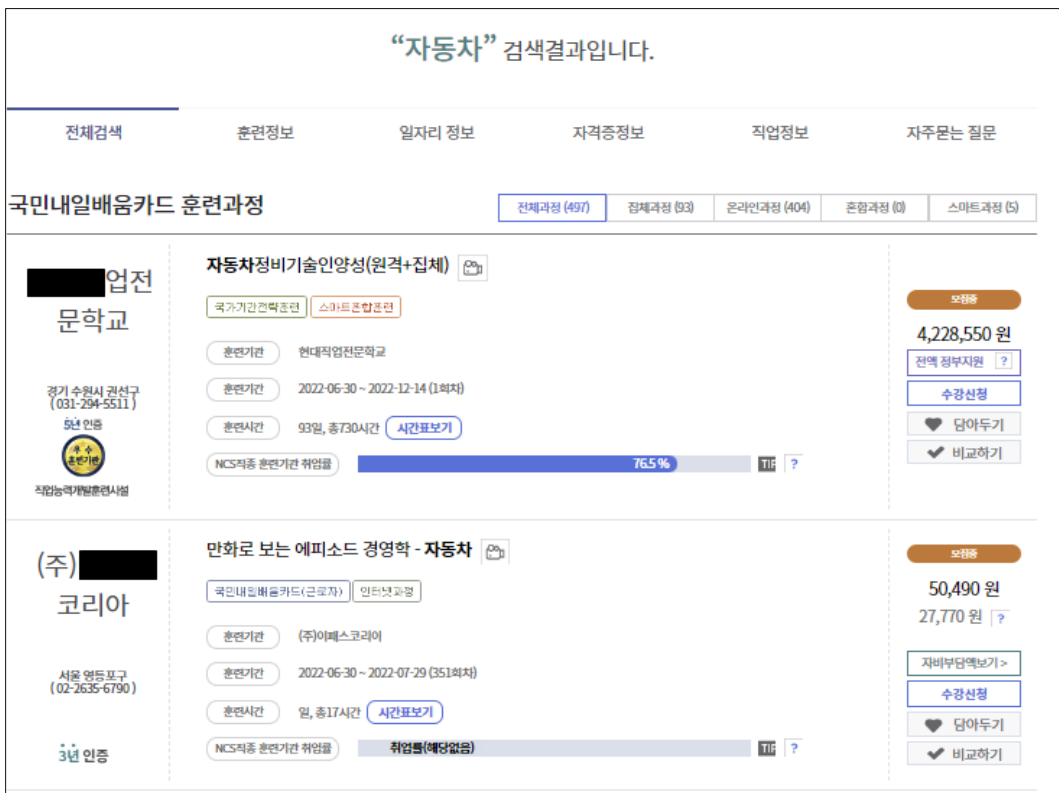 “자동차” 검색결과입니다.
전체검색 훈련정보 일자리 정보 자격증정보 직업정보 자주묻는 질문
국민내일배움카드 훈련과정
전체과정 (497) 집체과정 (93) 온라인과정 (404) 혼합과정 (0) 스마트과정 (5)
업전
문학교
경기 수원시 권선구
( 031-294-5511 )
5년 인증
우수
훈련기관
직업능력개발훈련시설
자동차정비기술인양성(원격+집체)
국가기간전략훈련 스마트혼합훈련
훈련기관 현대직업전문학교
훈련기간 2022-06-30 ~ 2022-12-14 (1회차)
훈련시간 93일, 총730시간 시간표보기
NCS직종 훈련기관 취업률 76.5 % TIP ?
모집중
4,228,550 원
전액 정부지원 ?
수강신청
담아두기
비교하기
(주)
코리아
서울 영등포구
( 02-2635-6790 )
3년 인증
만화로 보는 에피소드 경영학 - 자동차
국민내일배움카드(근로자) 인터넷과정
훈련기관 (주)이패스코리아
훈련기간 2022-06-30 ~ 2022-07-29 (351회차)
훈련시간 일, 총17시간 시간표보기
NCS직종 훈련기관 취업률 취업률(해당없음) TIP ?
모집중
50,490 원
27,770 원 ?
자비부담액보기 >
수강신청
담아두기
비교하기